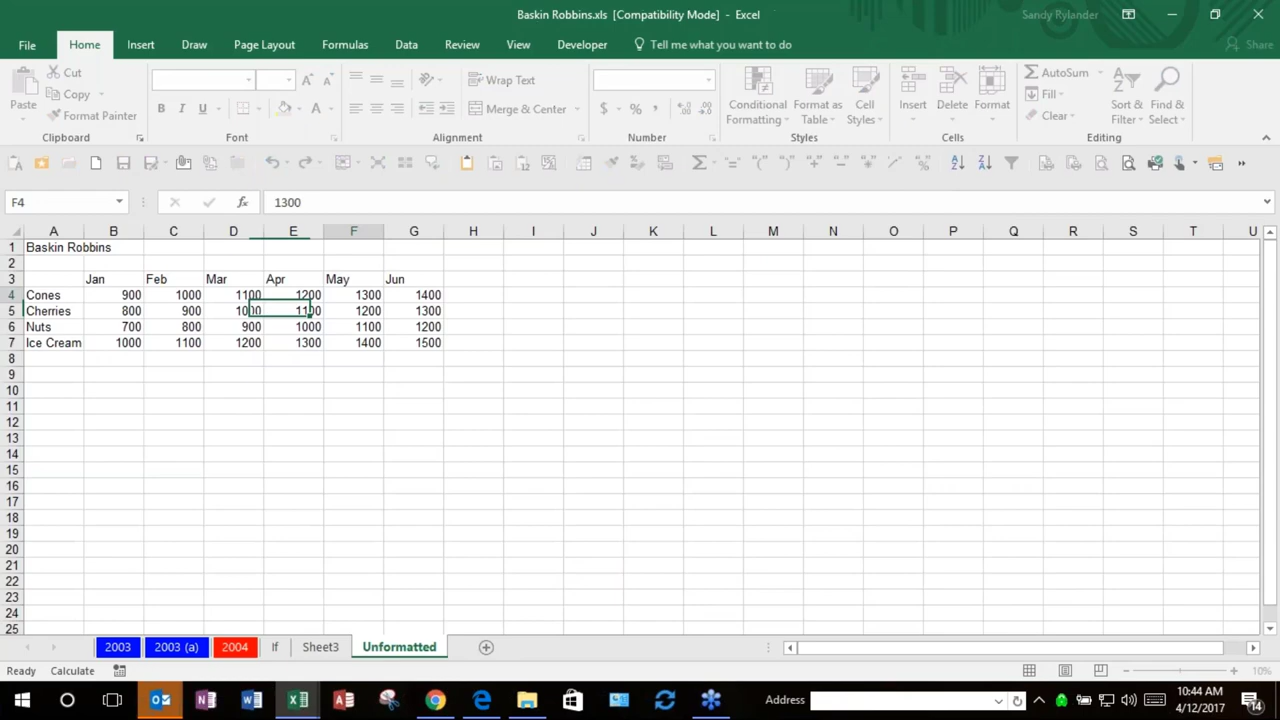 Baskin Robbins.xls [Compatibility Mode] - Excel
Sandy Rylander
File Home Insert Draw Page Layout Formulas Data Review View Developer Tell me what you want to do Share
Paste
Cut
Copy
Format Painter
Wrap Text
Merge & Center
Conditional Formatting
Format as Table
Cell Styles
Insert
Delete
Format
AutoSum
Fill
Clear
Sort & Filter
Find & Select
Clipboard Font Alignment Number Styles Cells Editing
F4 fx 1300
A B C D E F G H I J K L M N O P Q R S T U
1 Baskin Robbins
2
3 Jan Feb Mar Apr May Jun
4 Cones 900 1000 1100 1200 1300 1400
5 Cherries 800 900 1000 1100 1200 1300
6 Nuts 700 800 900 1000 1100 1200
7 Ice Cream 1000 1100 1200 1300 1400 1500
8
9
10
11
12
13
14
15
16
17
18
19
20
21
22
23
24
25
2003 2003 (a) 2004 If Sheet3 Unformatted
Ready Calculate 10%
Address 10:44 AM
4/12/2017 14